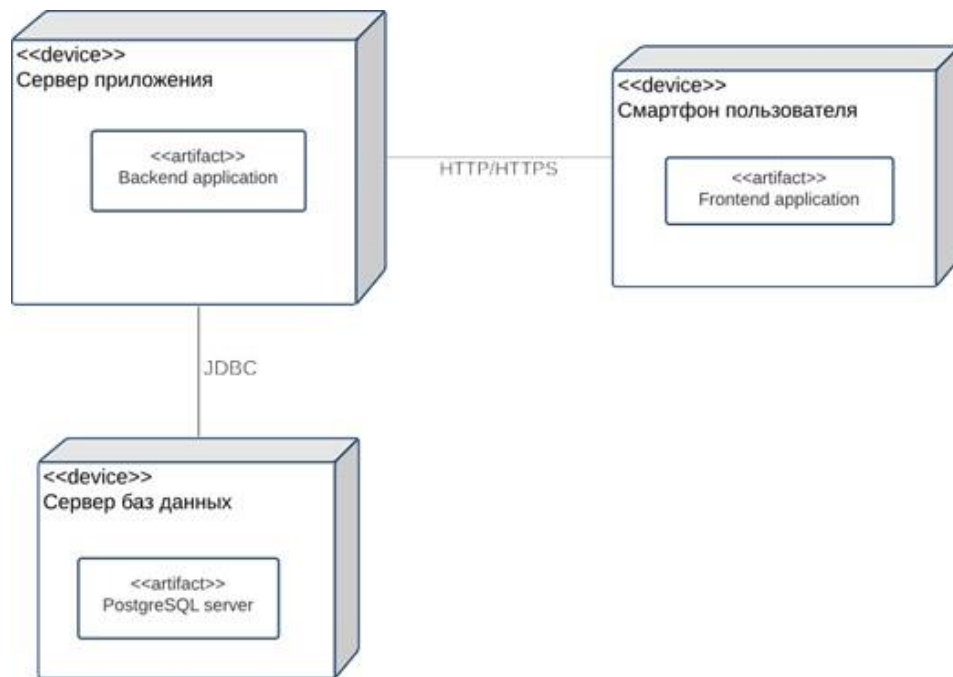 <<device>>
Сервер приложения
<<artifact>>
Backend application
HTTP/HTTPS
<<device>>
Смартфон пользователя
<<artifact>>
Frontend application
JDBC
<<device>>
Сервер баз данных
<<artifact>>
PostgreSQL server